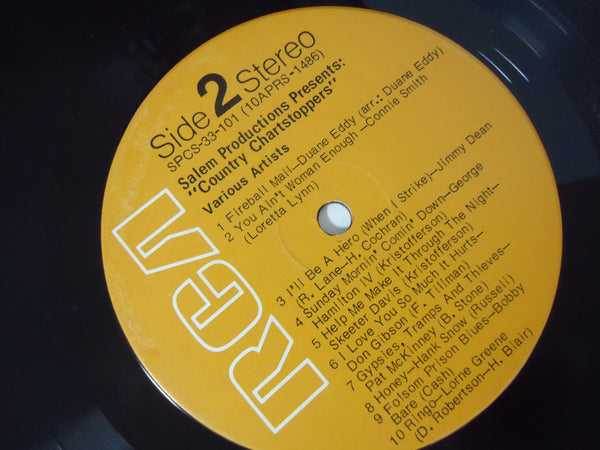 Side 2 Stereo
SPCS-33-101 (10APRS-1486)
Salem Productions Presents:
"Country Chartstoppers"
Various Artists
1 Fireball Mail—Duane Eddy (arr.: Duane Eddy)
2 You Ain't Woman Enough—Connie Smith
(Loretta Lynn)
3 I'll Be A Hero (When I Strike)—Jimmy Dean
(R. Lane—H. Cochran)
4 Sunday Mornin' Comin' Down—George
Hamilton IV (Kristofferson)
5 Help Me Make It Through The Night—
Skeeter Davis (Kristofferson)
6 I Love You So Much It Hurts—
Don Gibson (F. Tillman)
7 Gypsies, Tramps And Thieves—
Pat McKinney (B. Stone)
8 Honey—Hank Snow (Russell)
9 Folsom Prison Blues—Bobby
Bare (Cash)
10 Ringo—Lorne Greene
(D. Robertson—H. Blair)
RCA